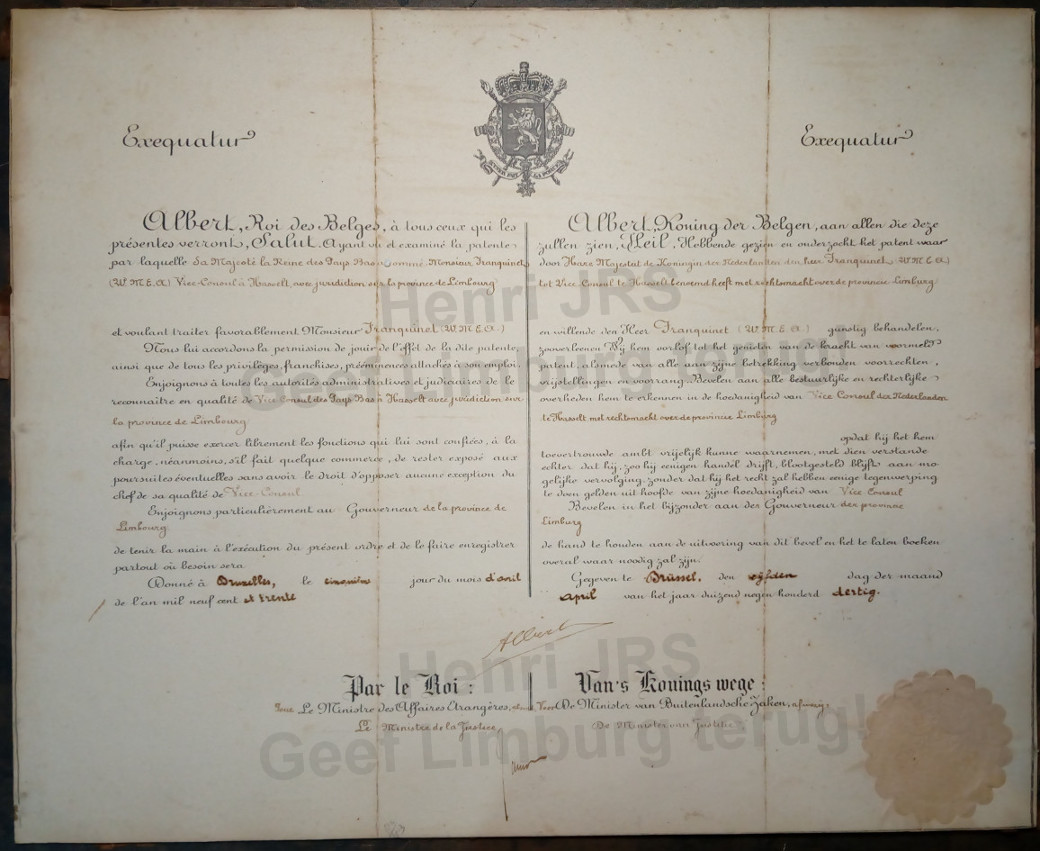 Exequatur
Exequatur
Albert, Roi des Belges, à tous ceux qui les
présentes verront, Salut. Ayant vu et examiné la patente
par laquelle Sa Majesté la Reine des Pays Bas a nommé Monsieur Franquinet
(W. M. E. A.) Vice-Consul à Hasselt, avec juridiction sur la province de Limbourg
et voulant traiter favorablement Monsieur Franquinet (W. M. E. A.)
Nous lui accordons la permission de jouir de l'effet de la dite patente,
ainsi que de tous les privilèges, franchises, prééminences attachés à son emploi.
Enjoignons à toutes les autorités administratives et judicaires de le
reconnaître en qualité de Vice Consul des Pays Bas à Hasselt avec juridiction sur
la province de Limbourg
afin qu'il puisse exercer librement les fonctions qui lui sont confiées, à la
charge, néanmoins, s'il fait quelque commerce, de rester exposé aux
poursuites éventuelles sans avoir le droit d'opposer aucune exception du
chef de sa qualité de Vice Consul
Enjoignons particulièrement au Gouverneur de la province de
Limbourg
de tenir la main à l'exécution du présent ordre et de le faire enregistrer
partout où besoin sera.
Donné à Bruxelles, le cinquième jour du mois d'avril
de l'an mil neuf cent et trente
Albert, Koning der Belgen, aan allen die deze
zullen zien, Heil. Hebbende gezien en onderzocht het patent waar
door Hare Majesteit de Koningin der Nederlanden den heer Franquinet (W. M. E. A.)
tot Vice Consul te Hasselt benoemd heeft met rechtsmacht over de provincie Limburg
en willende den Heer Franquinet (W. M. E. A.) gunstig behandelen,
zoo verleenen Wij hem verlof tot het genieten van de kracht van voormeld
patent, alsmede van alle aan zijne betrekking verbonden voorrechten,
vrijstellingen en voorrang. Bevelen aan alle bestuurlijke en rechterlijke
overheden hem te erkennen in de hoedanigheid van Vice Consul der Nederlanden
te Hasselt met rechtsmacht over de provincie Limburg
opdat hij het hem
toevertrouwde ambt vrijelijk kunne waarnemen, met dien verstande
echter dat hij, zoo hij eenigen handel drijft, blootgesteld blijft aan mo-
gelijke vervolging, zonder dat hij het recht zal hebben eenige tegenwerping
te doen gelden uit hoofde van zijne hoedanigheid van Vice Consul
Bevelen in het bijzonder aan den Gouverneur der provincie
Limburg
de hand te houden aan de uitvoering van dit bevel en het te laten boeken
overal waar noodig zal zijn.
Gegeven te Brussel, den vijfden dag der maand
April van het jaar duizend negen honderd dertig.
Albert
Par le Roi:
Pour Le Ministre des Affaires Etrangères,
Le Ministre de la Justice
Van's Konings wege:
Voor De Minister van Buitenlandsche Zaken, afwezig:
De Minister van Justitie
Henri JRS
Geef Limburg terug!
Henri JRS
Geef Limburg terug!